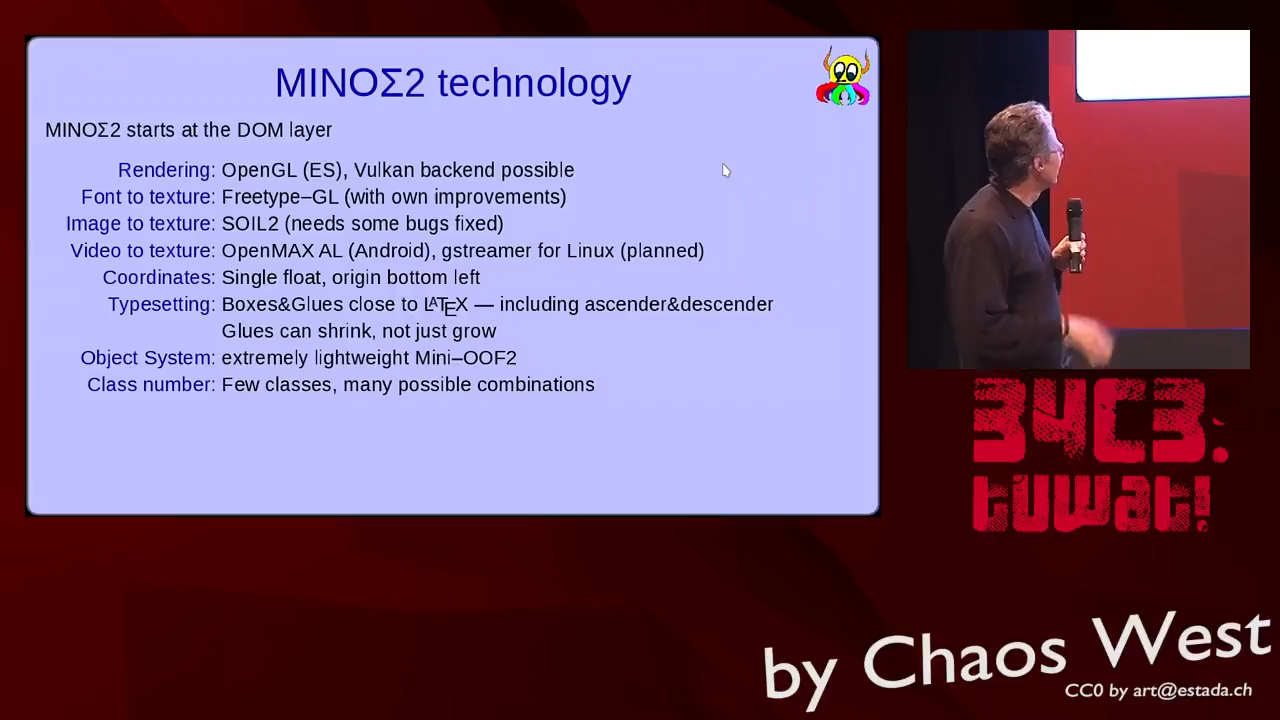 MINOΣ2 technology
MINOΣ2 starts at the DOM layer
Rendering: OpenGL (ES), Vulkan backend possible
Font to texture: Freetype–GL (with own improvements)
Image to texture: SOIL2 (needs some bugs fixed)
Video to texture: OpenMAX AL (Android), gstreamer for Linux (planned)
Coordinates: Single float, origin bottom left
Typesetting: Boxes&Glues close to LATEX — including ascender&descender
Glues can shrink, not just grow
Object System: extremely lightweight Mini–OOF2
Class number: Few classes, many possible combinations
34C3:
tuwat!
by Chaos West
CC0 by art@estada.ch